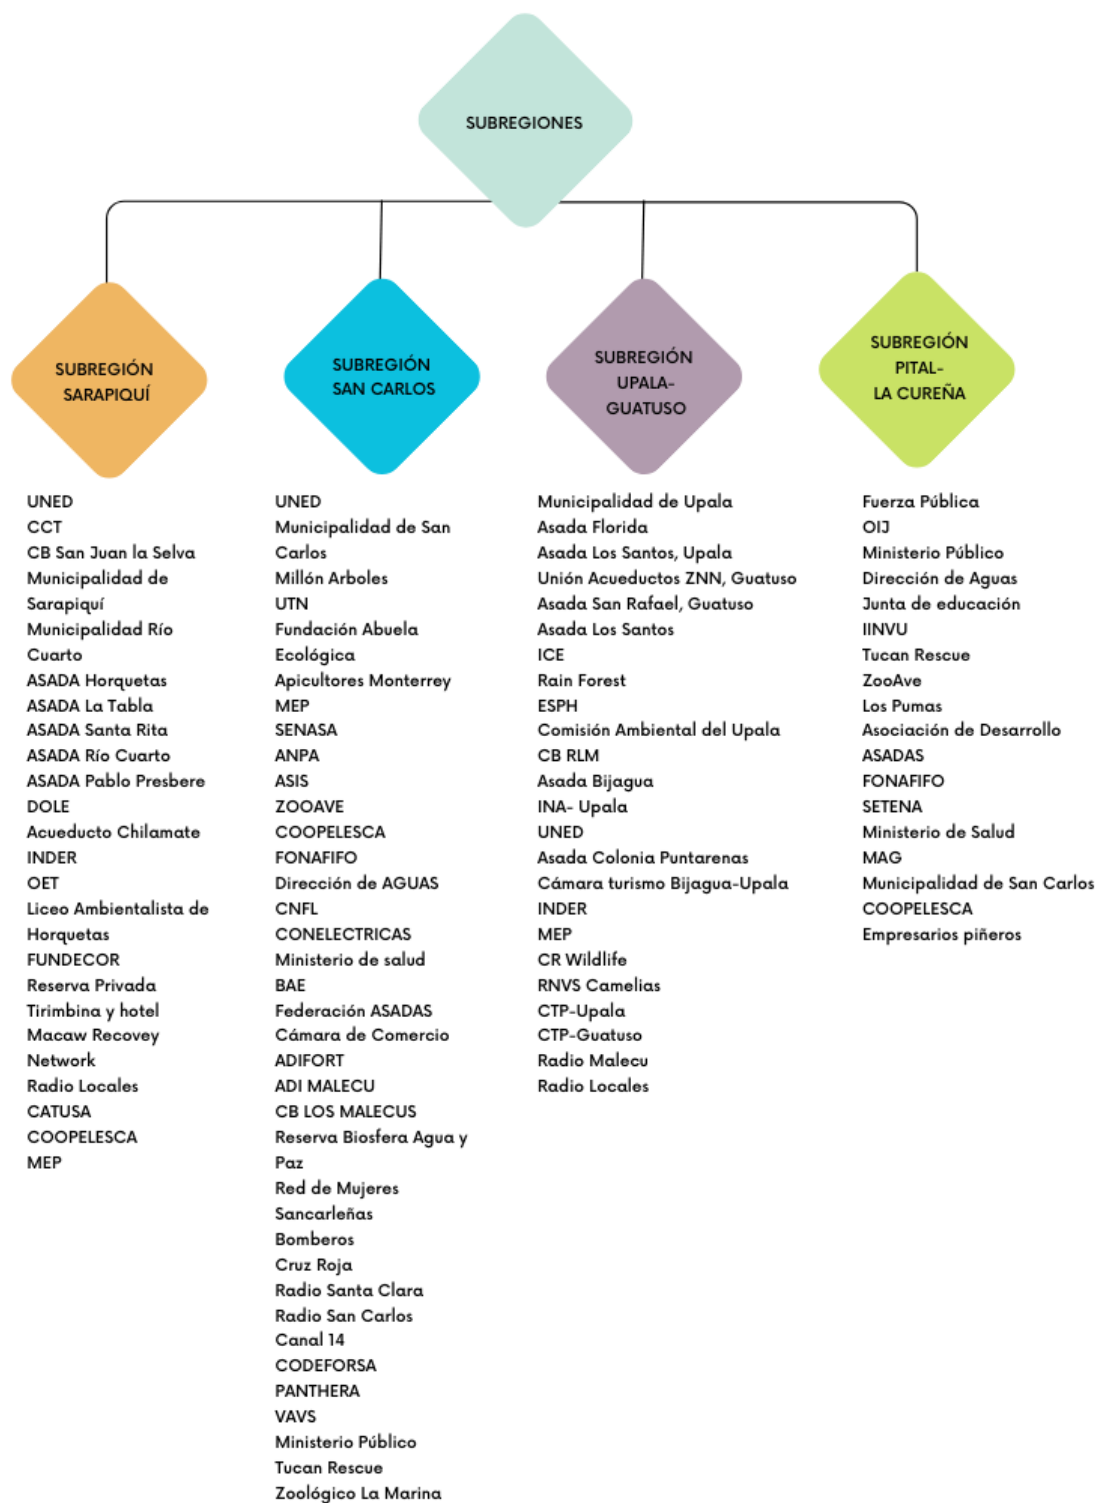 SUBREGIONES
SUBREGIÓN
SARAPIQUÍ
UNED
CCT
CB San Juan la Selva
Municipalidad de
Sarapiquí
Municipalidad Río
Cuarto
ASADA Horquetas
ASADA La Tabla
ASADA Santa Rita
ASADA Río Cuarto
ASADA Pablo Presbere
DOLE
Acueducto Chilamate
INDER
OET
Liceo Ambientalista de
Horquetas
FUNDECOR
Reserva Privada
Tirimbina y hotel
Macaw Recovey
Network
Radio Locales
CATUSA
COOPELESCA
MEP
SUBREGIÓN
SAN CARLOS
UNED
Municipalidad de San
Carlos
Millón Arboles
UTN
Fundación Abuela
Ecológica
Apicultores Monterrey
MEP
SENASA
ANPA
ASIS
ZOOAVE
COOPELESCA
FONAFIFO
Dirección de AGUAS
CNFL
CONELECTRICAS
Ministerio de salud
BAE
Federación ASADAS
Cámara de Comercio
ADIFORT
ADI MALECU
CB LOS MALECUS
Reserva Biosfera Agua y
Paz
Red de Mujeres
Sancarleñas
Bomberos
Cruz Roja
Radio Santa Clara
Radio San Carlos
Canal 14
CODEFORSA
PANTHERA
VAVS
Ministerio Público
Tucan Rescue
Zoológico La Marina
SUBREGIÓN
UPALA-
GUATUSO
Municipalidad de Upala
Asada Florida
Asada Los Santos, Upala
Unión Acueductos ZNN, Guatuso
Asada San Rafael, Guatuso
Asada Los Santos
ICE
Rain Forest
ESPH
Comisión Ambiental del Upala
CB RLM
Asada Bijagua
INA- Upala
UNED
Asada Colonia Puntarenas
Cámara turismo Bijagua-Upala
INDER
MEP
CR Wildlife
RNVS Camelias
CTP-Upala
CTP-Guatuso
Radio Malecu
Radio Locales
SUBREGIÓN
PITAL-
LA CUREÑA
Fuerza Pública
OIJ
Ministerio Público
Dirección de Aguas
Junta de educación
IINVU
Tucan Rescue
ZooAve
Los Pumas
Asociación de Desarrollo
ASADAS
FONAFIFO
SETENA
Ministerio de Salud
MAG
Municipalidad de San Carlos
COOPELESCA
Empresarios piñeros